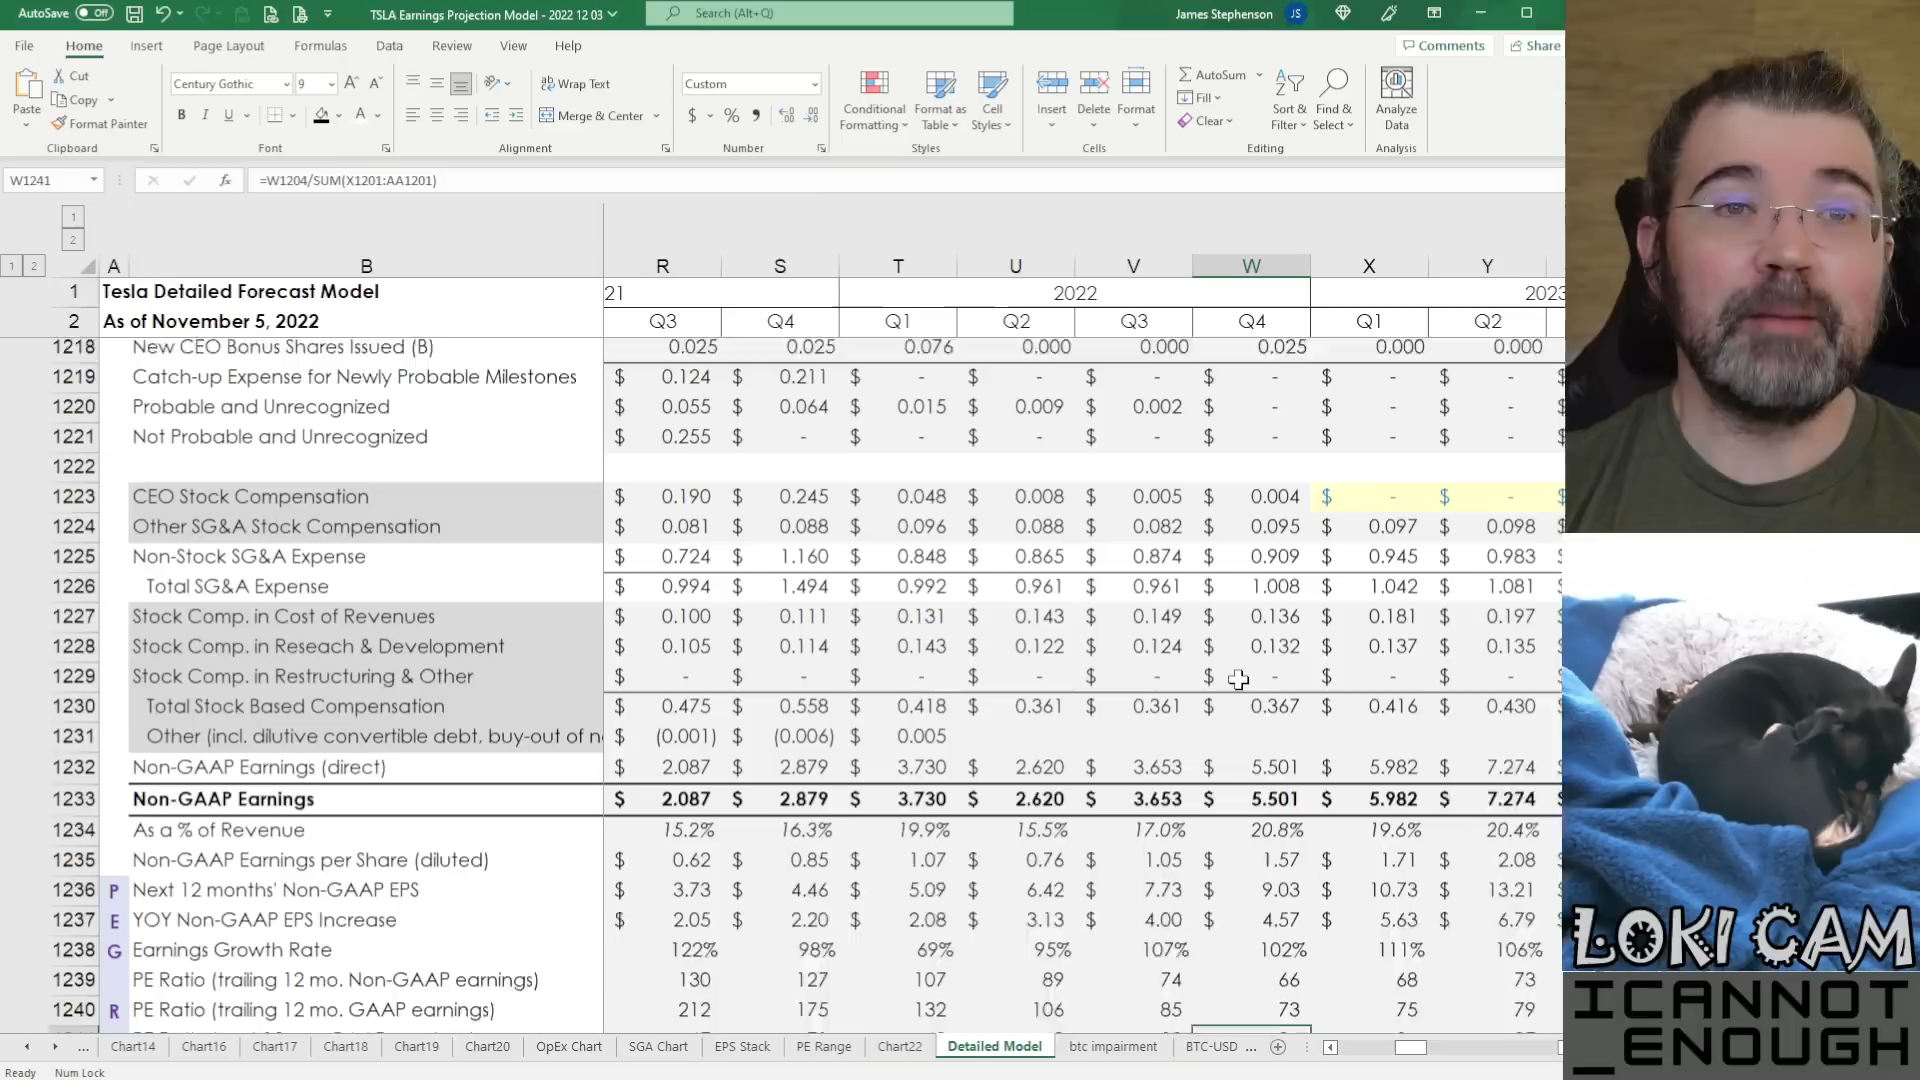 AutoSave Off TSLA Earnings Projection Model - 2022 12 03 Search (Alt+Q) James Stephenson JS
File Home Insert Page Layout Formulas Data Review View Help Comments Share
Paste Cut Copy Format Painter Century Gothic 9 Wrap Text Merge & Center Custom Conditional Formatting Format as Table Cell Styles Insert Delete Format AutoSum Fill Clear Sort & Filter Find & Select Analyze Data
Clipboard Font Alignment Number Styles Cells Editing Analysis
W1241 fx =W1204/SUM(X1201:AA1201)
1
2
1 2 A B R S T U V W X Y
1 Tesla Detailed Forecast Model 21 2022 2023
2 As of November 5, 2022 Q3 Q4 Q1 Q2 Q3 Q4 Q1 Q2
1218 New CEO Bonus Shares Issued (B) 0.025 0.025 0.076 0.000 0.000 0.025 0.000 0.000
1219 Catch-up Expense for Newly Probable Milestones $ 0.124 $ 0.211 $ - $ - $ - $ - $ - $ -
1220 Probable and Unrecognized $ 0.055 $ 0.064 $ 0.015 $ 0.009 $ 0.002 $ - $ - $ -
1221 Not Probable and Unrecognized $ 0.255 $ - $ - $ - $ - $ - $ - $ -
1222
1223 CEO Stock Compensation $ 0.190 $ 0.245 $ 0.048 $ 0.008 $ 0.005 $ 0.004 $ - $ -
1224 Other SG&A Stock Compensation $ 0.081 $ 0.088 $ 0.096 $ 0.088 $ 0.082 $ 0.095 $ 0.097 $ 0.098
1225 Non-Stock SG&A Expense $ 0.724 $ 1.160 $ 0.848 $ 0.865 $ 0.874 $ 0.909 $ 0.945 $ 0.983
1226 Total SG&A Expense $ 0.994 $ 1.494 $ 0.992 $ 0.961 $ 0.961 $ 1.008 $ 1.042 $ 1.081
1227 Stock Comp. in Cost of Revenues $ 0.100 $ 0.111 $ 0.131 $ 0.143 $ 0.149 $ 0.136 $ 0.181 $ 0.197
1228 Stock Comp. in Reseach & Development $ 0.105 $ 0.114 $ 0.143 $ 0.122 $ 0.124 $ 0.132 $ 0.137 $ 0.135
1229 Stock Comp. in Restructuring & Other $ - $ - $ - $ - $ - $ - $ - $ -
1230 Total Stock Based Compensation $ 0.475 $ 0.558 $ 0.418 $ 0.361 $ 0.361 $ 0.367 $ 0.416 $ 0.430
1231 Other (incl. dilutive convertible debt, buy-out of $ (0.001) $ (0.006) $ 0.005
1232 Non-GAAP Earnings (direct) $ 2.087 $ 2.879 $ 3.730 $ 2.620 $ 3.653 $ 5.501 $ 5.982 $ 7.274
1233 Non-GAAP Earnings $ 2.087 $ 2.879 $ 3.730 $ 2.620 $ 3.653 $ 5.501 $ 5.982 $ 7.274
1234 As a % of Revenue 15.2% 16.3% 19.9% 15.5% 17.0% 20.8% 19.6% 20.4%
1235 Non-GAAP Earnings per Share (diluted) $ 0.62 $ 0.85 $ 1.07 $ 0.76 $ 1.05 $ 1.57 $ 1.71 $ 2.08
1236 P Next 12 months' Non-GAAP EPS $ 3.73 $ 4.46 $ 5.09 $ 6.42 $ 7.73 $ 9.03 $ 10.73 $ 13.21
1237 E YOY Non-GAAP EPS Increase $ 2.05 $ 2.20 $ 2.08 $ 3.13 $ 4.00 $ 4.57 $ 5.63 $ 6.79
1238 G Earnings Growth Rate 122% 98% 69% 95% 107% 102% 111% 106%
1239 PE Ratio (trailing 12 mo. Non-GAAP earnings) 130 127 107 89 74 66 68 73
1240 R PE Ratio (trailing 12 mo. GAAP earnings) 212 175 132 106 85 73 75 79
... Chart14 Chart16 Chart17 Chart18 Chart19 Chart20 OpEx Chart SGA Chart EPS Stack PE Range Chart22 Detailed Model btc impairment BTC-USD ...
Ready Num Lock
LOKI CAM
ICANNOT
_ENOUGH